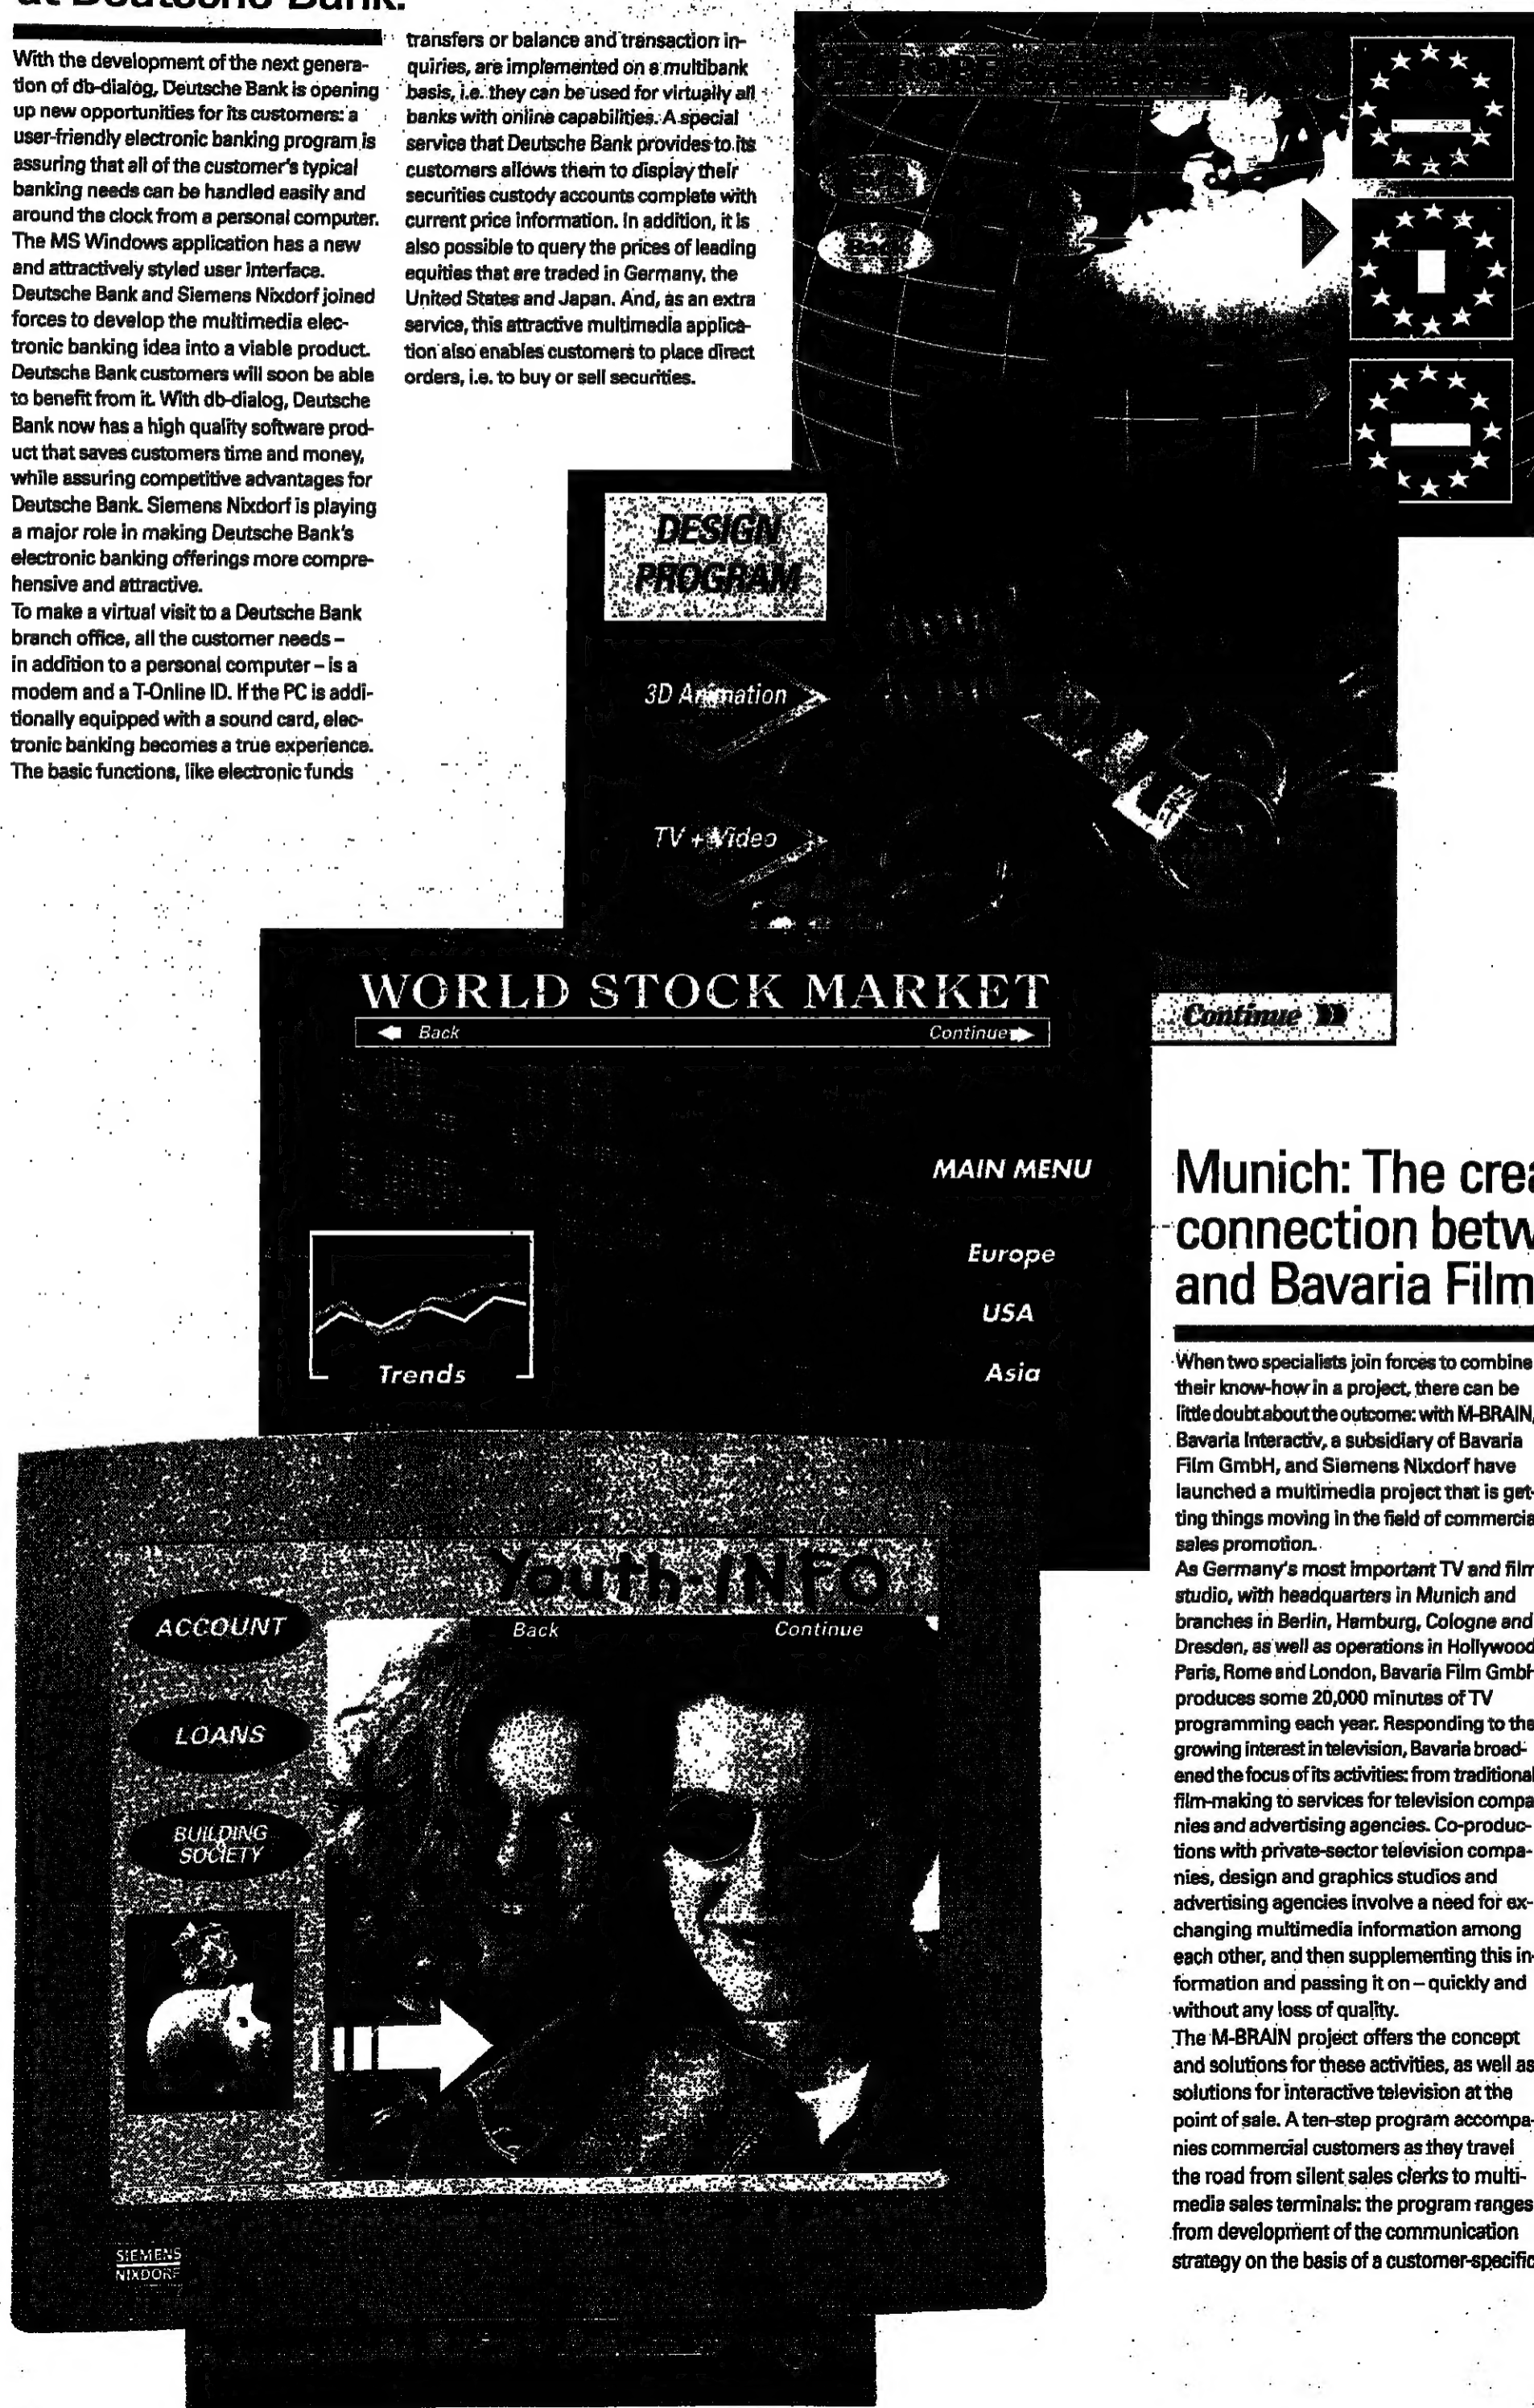 at Deutsche Bank.
With the development of the next genera-
tion of db-dialog, Deutsche Bank is opening
up new opportunities for its customers: a
user-friendly electronic banking program is
assuring that all of the customer's typical
banking needs can be handled easily and
around the clock from a personal computer.
The MS Windows application has a new
and attractively styled user interface.
Deutsche Bank and Siemens Nixdorf joined
forces to develop the multimedia elec-
tronic banking idea into a viable product.
Deutsche Bank customers will soon be able
to benefit from it. With db-dialog, Deutsche
Bank now has a high quality software prod-
uct that saves customers time and money,
while assuring competitive advantages for
Deutsche Bank. Siemens Nixdorf is playing
a major role in making Deutsche Bank's
electronic banking offerings more compre-
hensive and attractive.
To make a virtual visit to a Deutsche Bank
branch office, all the customer needs –
in addition to a personal computer – is a
modem and a T-Online ID. If the PC is addi-
tionally equipped with a sound card, elec-
tronic banking becomes a true experience.
The basic functions, like electronic funds
transfers or balance and transaction in-
quiries, are implemented on a multibank
basis, i.e. they can be used for virtually all
banks with online capabilities. A special
service that Deutsche Bank provides to its
customers allows them to display their
securities custody accounts complete with
current price information. In addition, it is
also possible to query the prices of leading
equities that are traded in Germany, the
United States and Japan. And, as an extra
service, this attractive multimedia applica-
tion also enables customers to place direct
orders, i.e. to buy or sell securities.
Back
DESIGN
PROGRAM
3D Animation
TV + Video
Continue
WORLD STOCK MARKET
Back Continue
MAIN MENU
Europe
USA
Asia
Trends
Youth-INFO
Back Continue
ACCOUNT
LOANS
BUILDING
SOCIETY
SIEMENS
NIXDORF
Munich: The crea
connection betw
and Bavaria Film
When two specialists join forces to combine
their know-how in a project, there can be
little doubt about the outcome: with M-BRAIN,
Bavaria Interactiv, a subsidiary of Bavaria
Film GmbH, and Siemens Nixdorf have
launched a multimedia project that is get-
ting things moving in the field of commercia
sales promotion.
As Germany's most important TV and film
studio, with headquarters in Munich and
branches in Berlin, Hamburg, Cologne and
Dresden, as well as operations in Hollywood
Paris, Rome and London, Bavaria Film GmbH
produces some 20,000 minutes of TV
programming each year. Responding to the
growing interest in television, Bavaria broad-
ened the focus of its activities: from traditional
film-making to services for television compa
nies and advertising agencies. Co-produc-
tions with private-sector television compa-
nies, design and graphics studios and
advertising agencies involve a need for ex-
changing multimedia information among
each other, and then supplementing this in-
formation and passing it on – quickly and
without any loss of quality.
The M-BRAIN project offers the concept
and solutions for these activities, as well as
solutions for interactive television at the
point of sale. A ten-step program accompa-
nies commercial customers as they travel
the road from silent sales clerks to multi-
media sales terminals: the program ranges
from development of the communication
strategy on the basis of a customer-specific